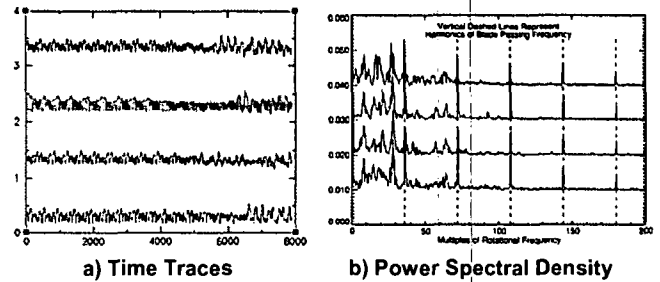 4
3
2
1
0
0 2000 4000 6000 8000
a) Time Traces
Vertical Dashed Lines Represent
Harmonics of Blade Passing Frequency
0.060
0.050
0.040
0.030
0.020
0.010
0.000
0 50 100 150 200
Multiples of Rotational Frequency
b) Power Spectral Density